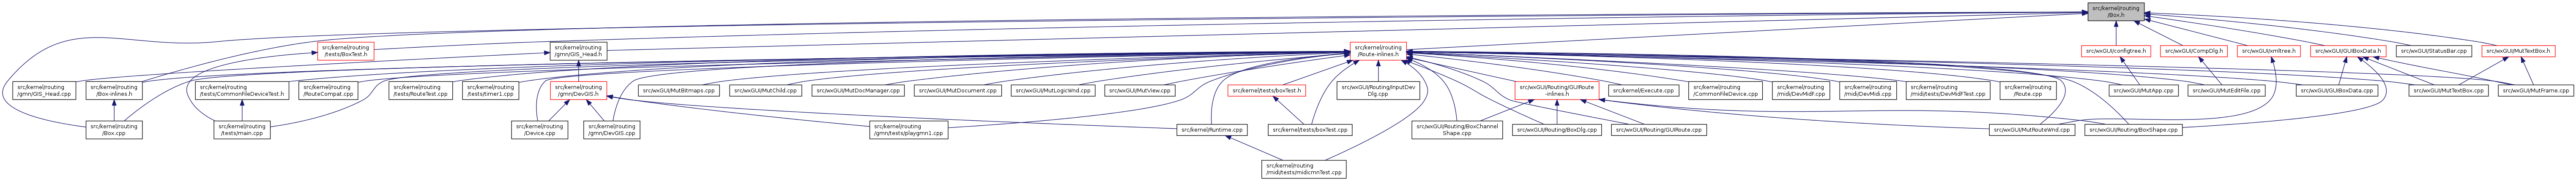 src/kernel/routing
/Box.h
src/kernel/routing
/tests/BoxTest.h
src/kernel/routing
/gmn/GIS_Head.h
src/kernel/routing
/Route-inlines.h
src/wxGUI/configtree.h
src/wxGUI/CompDlg.h
src/wxGUI/xmltree.h
src/wxGUI/GUIBoxData.h
src/wxGUI/StatusBar.cpp
src/wxGUI/MutTextBox.h
src/kernel/routing
/gmn/GIS_Head.cpp
src/kernel/routing
/Box-inlines.h
src/kernel/routing
/tests/CommonFileDeviceTest.h
src/kernel/routing
/RouteCompat.cpp
src/kernel/routing
/tests/RouteTest.cpp
src/kernel/routing
/tests/timer1.cpp
src/kernel/routing
/gmn/DevGIS.h
src/wxGUI/MutBitmaps.cpp
src/wxGUI/MutChild.cpp
src/wxGUI/MutDocManager.cpp
src/wxGUI/MutDocument.cpp
src/wxGUI/MutLogicWnd.cpp
src/wxGUI/MutView.cpp
src/kernel/tests/boxTest.h
src/wxGUI/Routing/InputDev
Dlg.cpp
src/wxGUI/Routing/GUIRoute
-inlines.h
src/kernel/Execute.cpp
src/kernel/routing
/CommonFileDevice.cpp
src/kernel/routing
/midi/DevMidF.cpp
src/kernel/routing
/midi/DevMidi.cpp
src/kernel/routing
/midi/tests/DevMidFTest.cpp
src/kernel/routing
/Route.cpp
src/wxGUI/MutApp.cpp
src/wxGUI/MutEditFile.cpp
src/wxGUI/GUIBoxData.cpp
src/wxGUI/MutTextBox.cpp
src/wxGUI/MutFrame.cpp
src/kernel/routing
/Box.cpp
src/kernel/routing
/tests/main.cpp
src/kernel/routing
/Device.cpp
src/kernel/routing
/gmn/DevGIS.cpp
src/kernel/routing
/gmn/tests/playgmn1.cpp
src/kernel/Runtime.cpp
src/kernel/tests/boxTest.cpp
src/wxGUI/Routing/BoxChannel
Shape.cpp
src/wxGUI/Routing/BoxDlg.cpp
src/wxGUI/Routing/GUIRoute.cpp
src/wxGUI/MutRouteWnd.cpp
src/wxGUI/Routing/BoxShape.cpp
src/kernel/routing
/midi/tests/midicmnTest.cpp